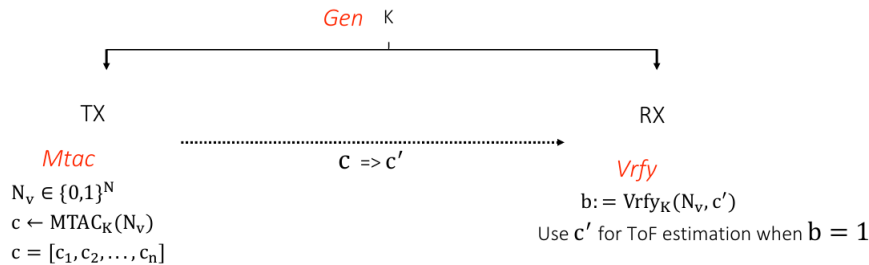 Gen K
TX
RX
c => c′
Mtac
N_v ∈ {0,1}^N
c ← MTAC_K(N_v)
c = [c_1, c_2, . . . , c_n]
Vrfy
b: = Vrfy_K(N_v, c′)
Use c′ for ToF estimation when b = 1